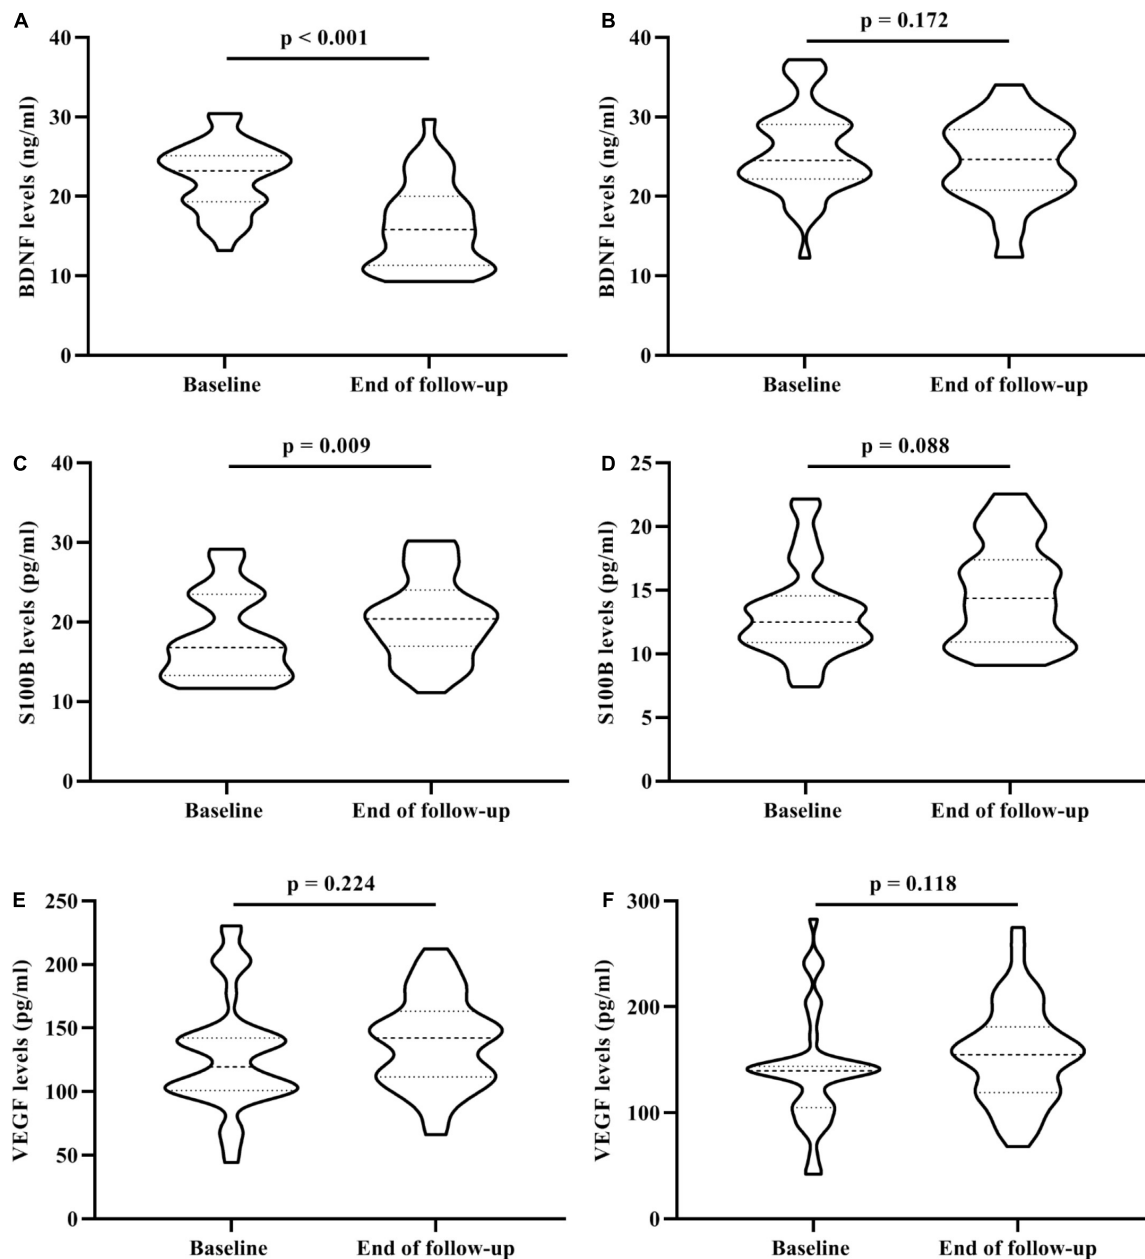 A
p < 0.001
BDNF levels (ng/ml)
40
30
20
10
0
Baseline
End of follow-up
B
p = 0.172
BDNF levels (ng/ml)
40
30
20
10
0
Baseline
End of follow-up
C
p = 0.009
S100B levels (pg/ml)
40
30
20
10
0
Baseline
End of follow-up
D
p = 0.088
S100B levels (pg/ml)
25
20
15
10
5
0
Baseline
End of follow-up
E
p = 0.224
VEGF levels (pg/ml)
250
200
150
100
50
0
Baseline
End of follow-up
F
p = 0.118
VEGF levels (pg/ml)
300
200
100
0
Baseline
End of follow-up